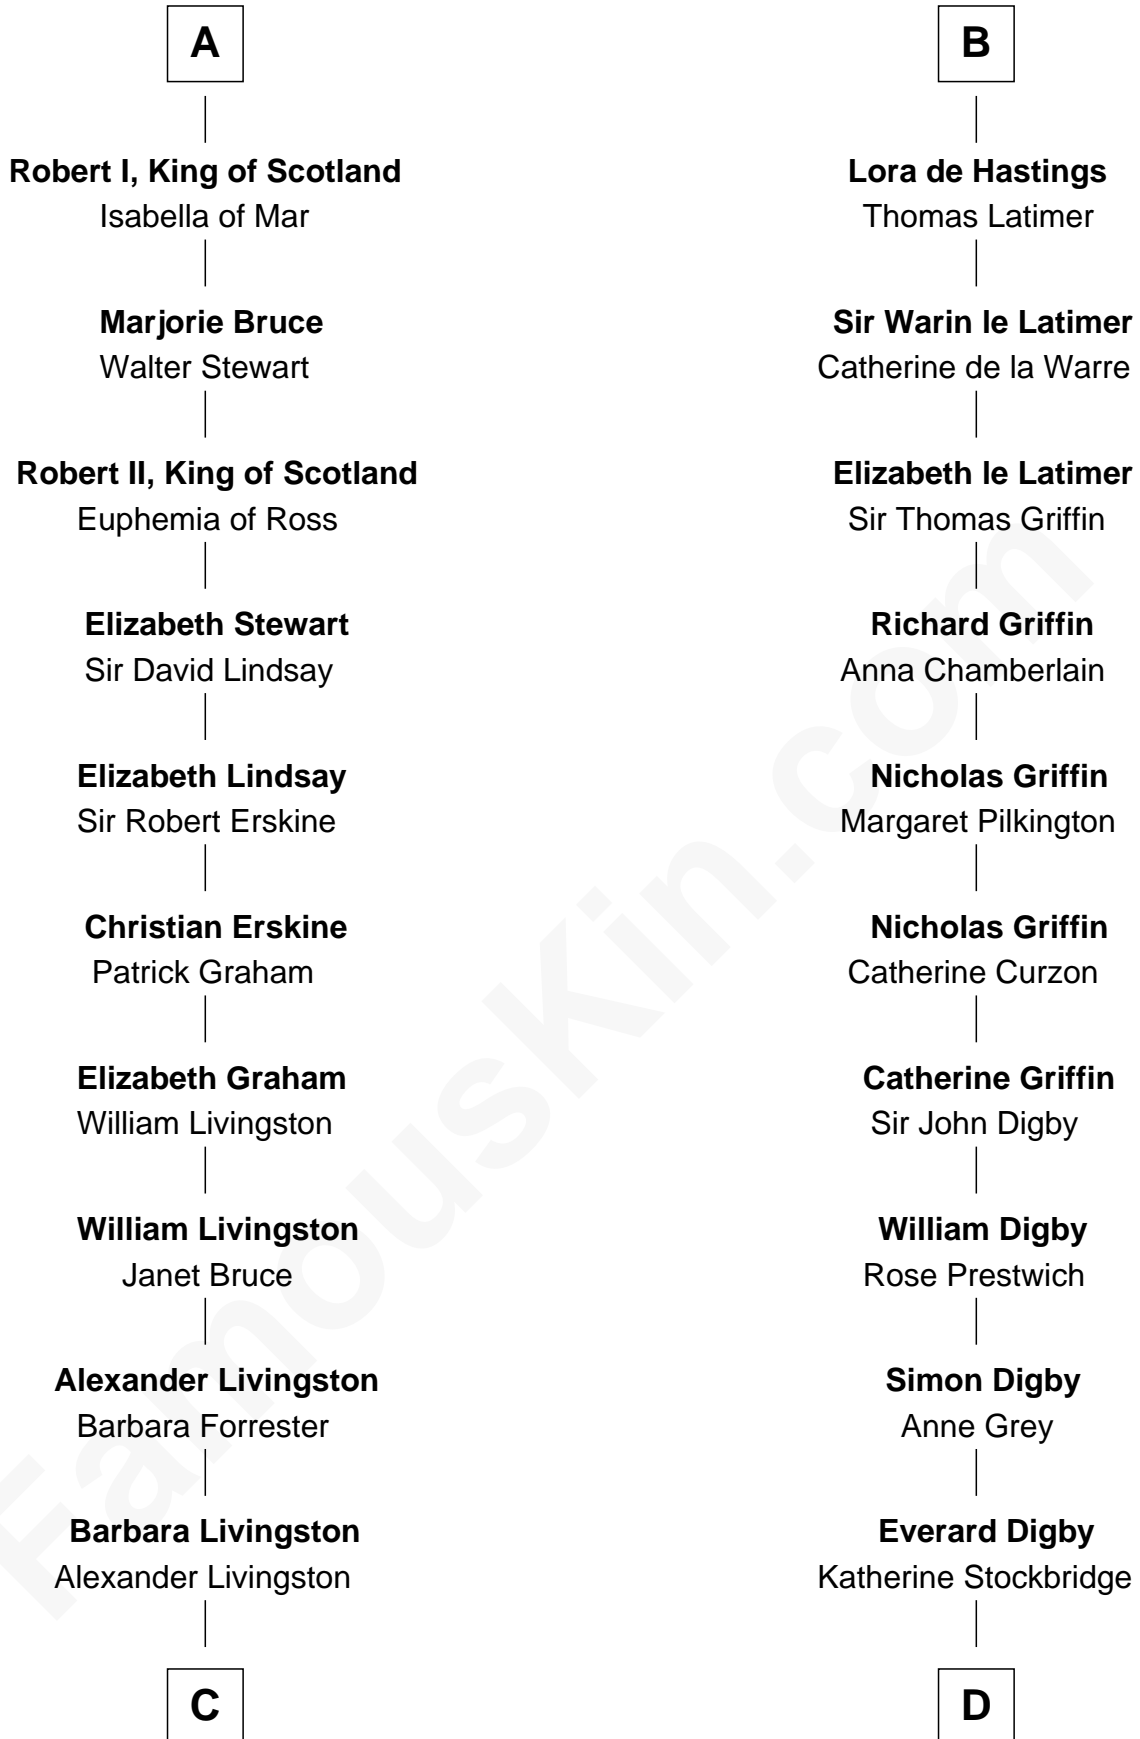 A
Robert I, King of Scotland
Isabella of Mar
Marjorie Bruce
Walter Stewart
Robert II, King of Scotland
Euphemia of Ross
Elizabeth Stewart
Sir David Lindsay
Elizabeth Lindsay
Sir Robert Erskine
Christian Erskine
Patrick Graham
Elizabeth Graham
William Livingston
William Livingston
Janet Bruce
Alexander Livingston
Barbara Forrester
Barbara Livingston
Alexander Livingston
C
B
Lora de Hastings
Thomas Latimer
Sir Warin le Latimer
Catherine de la Warre
Elizabeth le Latimer
Sir Thomas Griffin
Richard Griffin
Anna Chamberlain
Nicholas Griffin
Margaret Pilkington
Nicholas Griffin
Catherine Curzon
Catherine Griffin
Sir John Digby
William Digby
Rose Prestwich
Simon Digby
Anne Grey
Everard Digby
Katherine Stockbridge
D
FamousKin.com